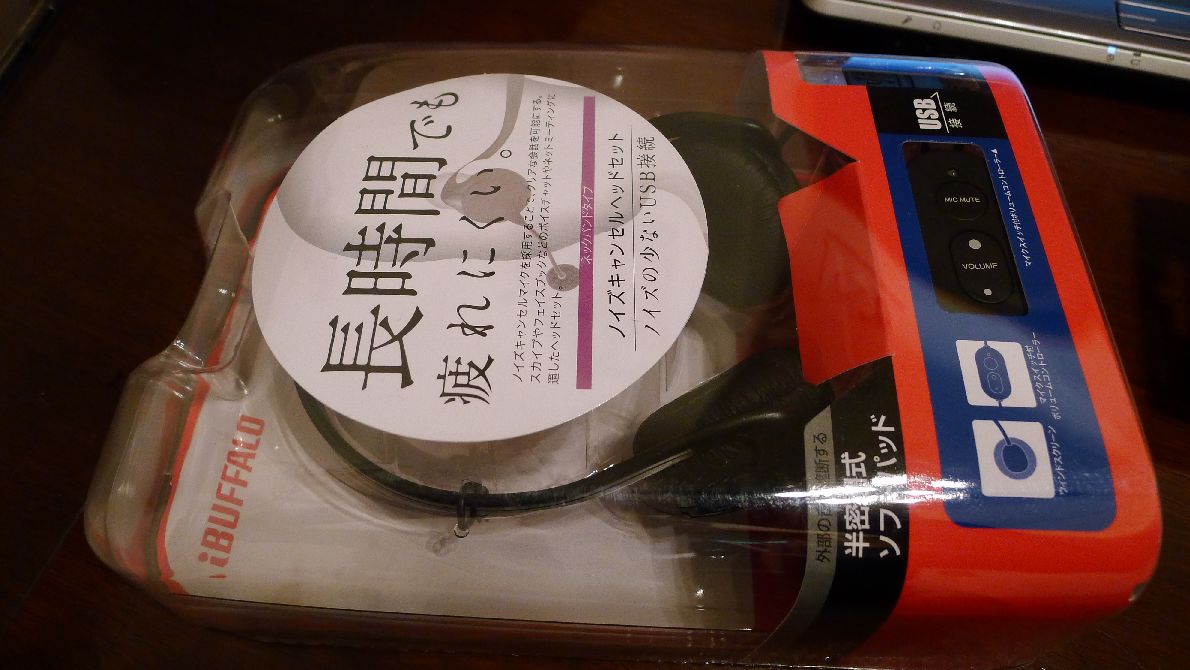 長時間でも
疲れにくい。
ノイズキャンセルマイクを採用することで、クリアな会話を可能にする。
スカイプやフェイスブックなどのボイスチャットやネットミーティングに
適したヘッドセット。
ネックバンドタイプ
ノイズキャンセルヘッドセット
ノイズの少ないUSB接続
iBUFFALO
外部の
断する
半密
式
ソフ
パッド
USB
接続
MIC MUTE
VOLUME
マイクスイッチ付ボリュームコントローラー▲
マイクスイッチ付
ボリュームコントローラー
ウィンドスクリーン